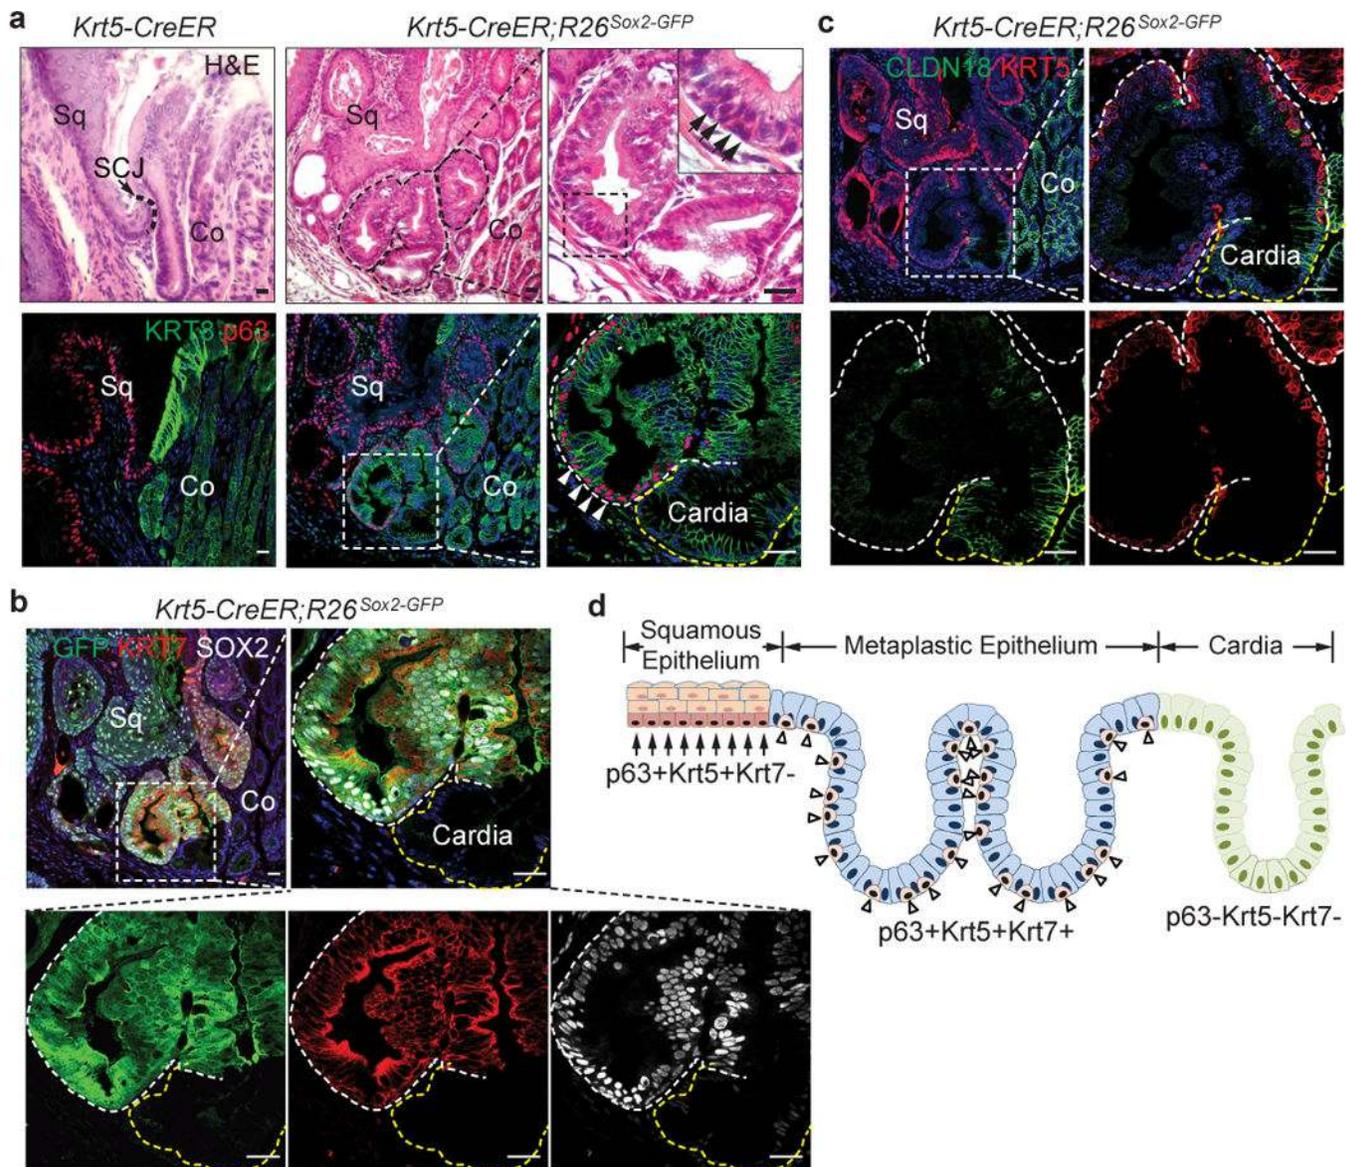 a
Krt5-CreER
Krt5-CreER;R26Sox2-GFP
H&E
Sq
SCJ
Co
Sq
Co
KRT8 p63
Sq
Co
Sq
Co
Cardia
b
Krt5-CreER;R26Sox2-GFP
GFP KRT7 SOX2
Sq
Co
Cardia
c
Krt5-CreER;R26Sox2-GFP
CLDN18 KRT5
Sq
Co
Cardia
d
Squamous
Epithelium
Metaplastic Epithelium
Cardia
p63+Krt5+Krt7-
p63+Krt5+Krt7+
p63-Krt5-Krt7-